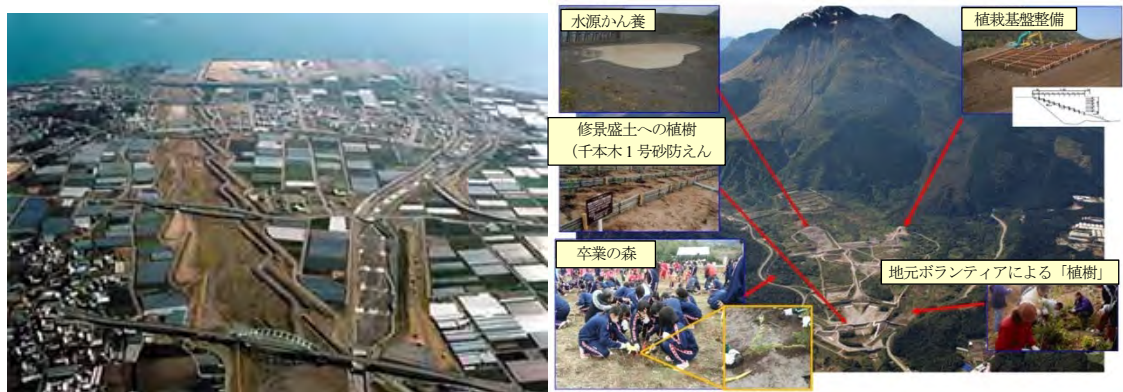 水源かん養
植栽基盤整備
修景盛土への植樹
(千本木1号砂防えん
卒業の森
地元ボランティアによる「植樹」